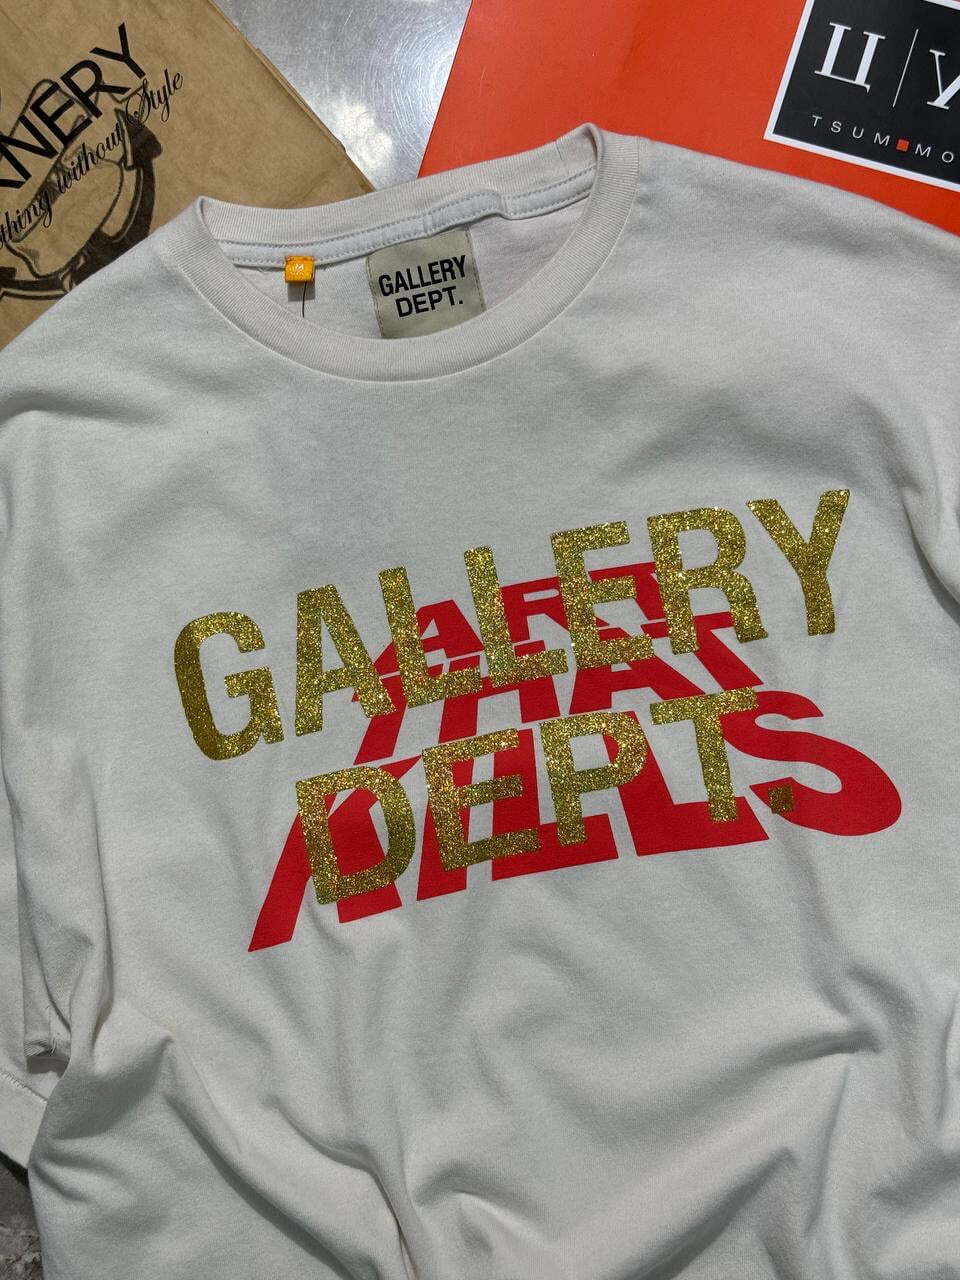 NERY
thing without Style
Ц | У
TSUM MO
M
GALLERY
DEPT.
GALLERY
ART
THAT
DEPT.
KILLS